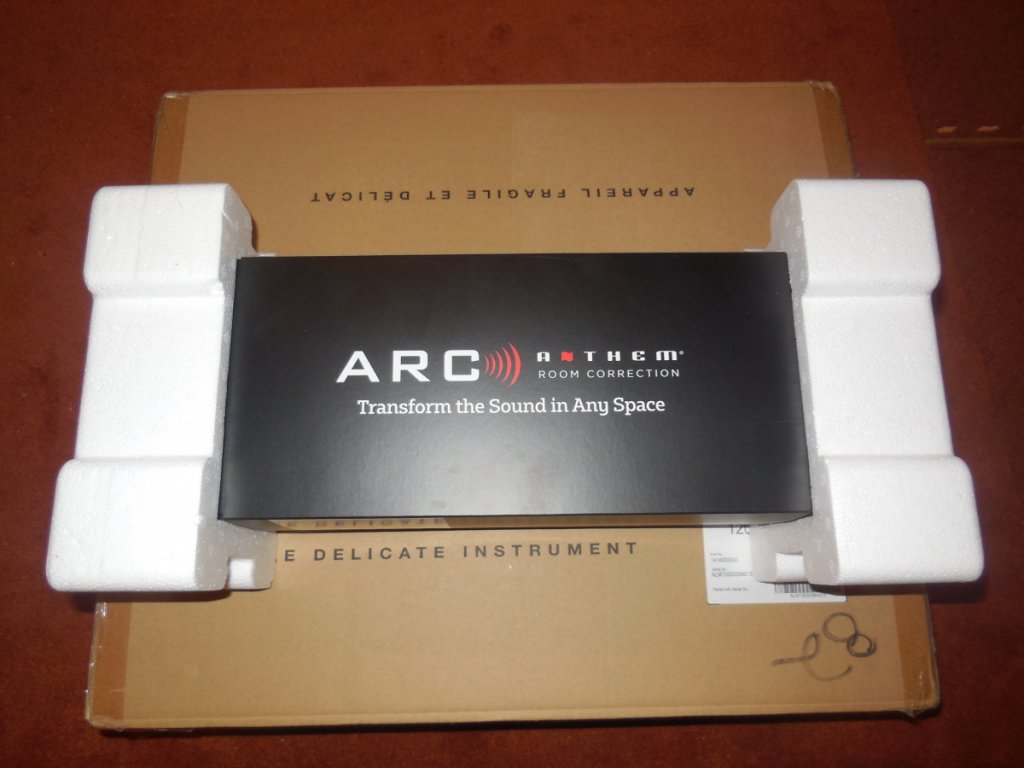 APPAREIL FRAGILE ET DÉLICAT
ARC ANTHEM®
ROOM CORRECTION
Transform the Sound in Any Space
E DELICATE INSTRUMENT